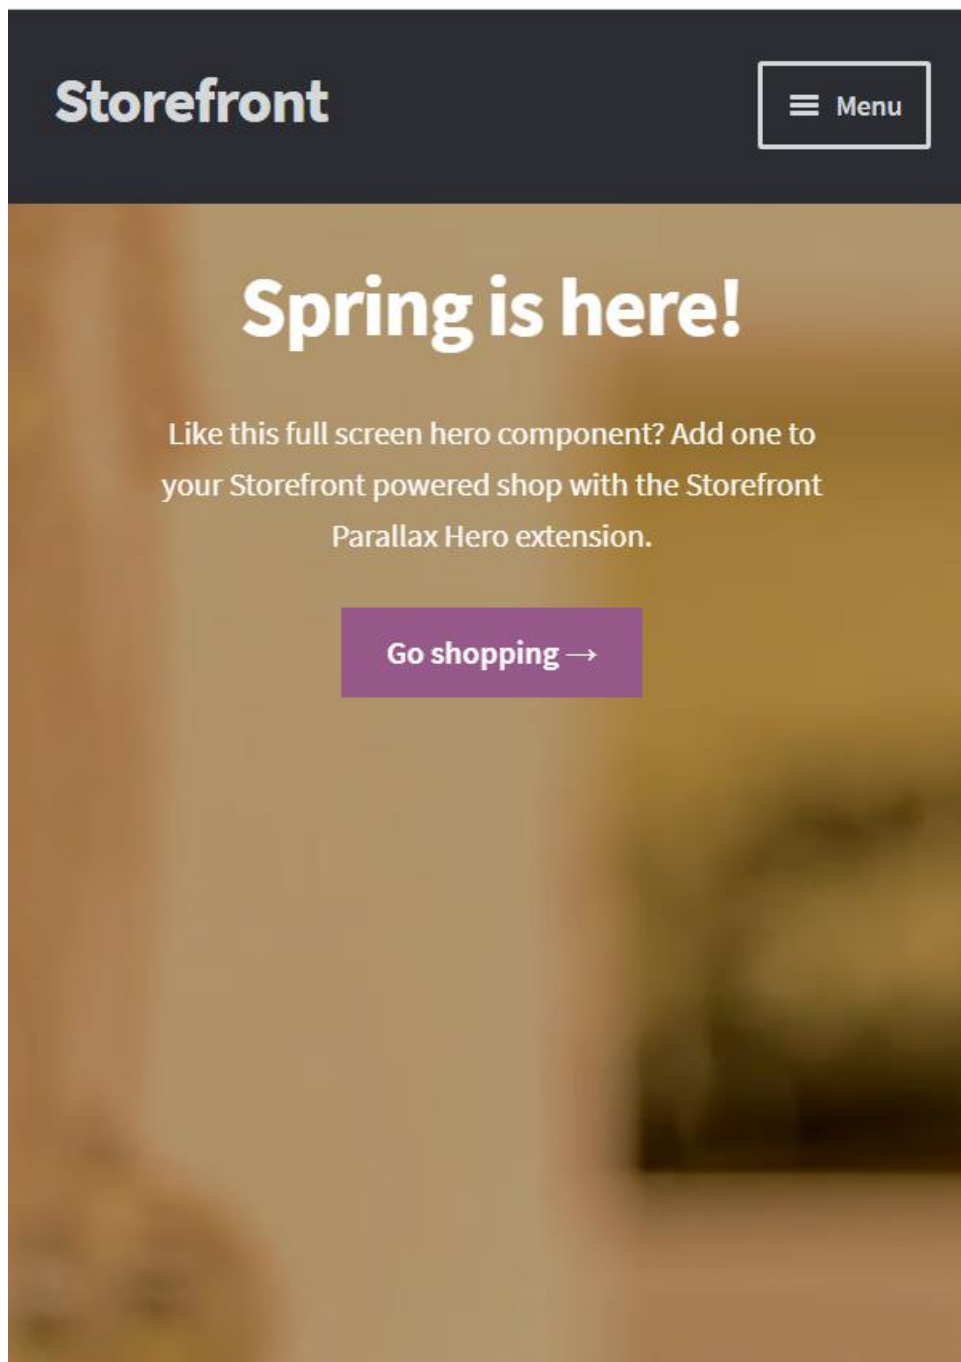 Storefront
Menu
Spring is here!
Like this full screen hero component? Add one to
your Storefront powered shop with the Storefront
Parallax Hero extension.
Go shopping →